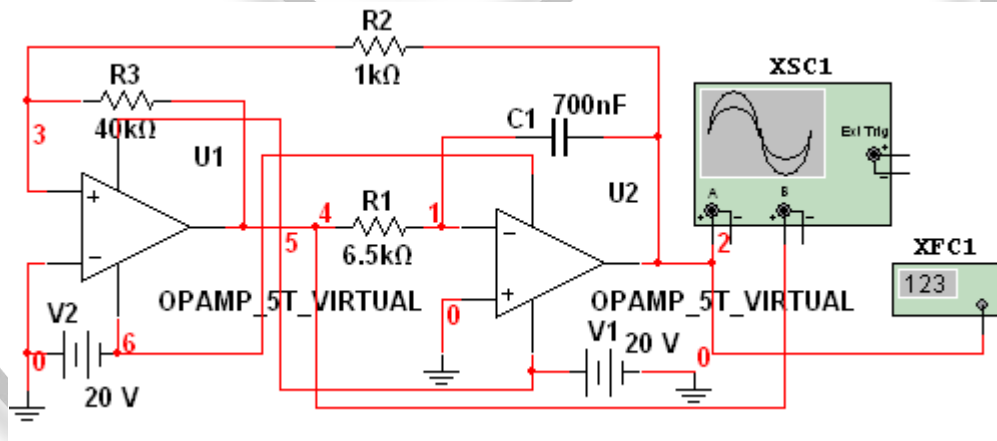 R2
1kΩ
XSC1
R3
40kΩ
C1
700nF
Ext Trig
+
-
3
U1
U2
A
B
+
-
+
-
R1
4
1
5
2
6.5kΩ
+
-
-
+
XFC1
123
OPAMP_5T_VIRTUAL
OPAMP_5T_VIRTUAL
0
V2
V1
20 V
0
6
0
20 V